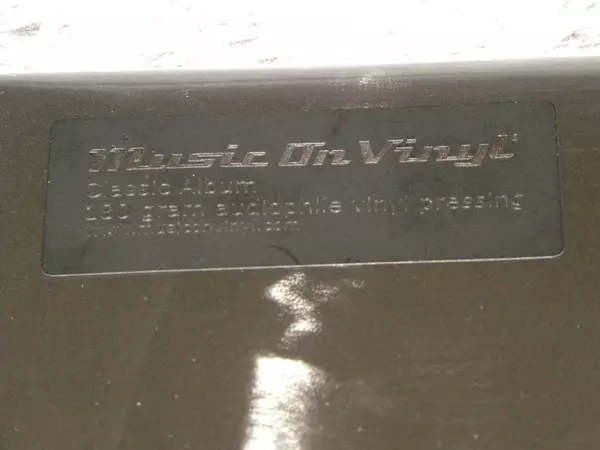 Music On Vinyl
Classic Album
180 gram audiophile vinyl pressing
www.musiconvinyl.com